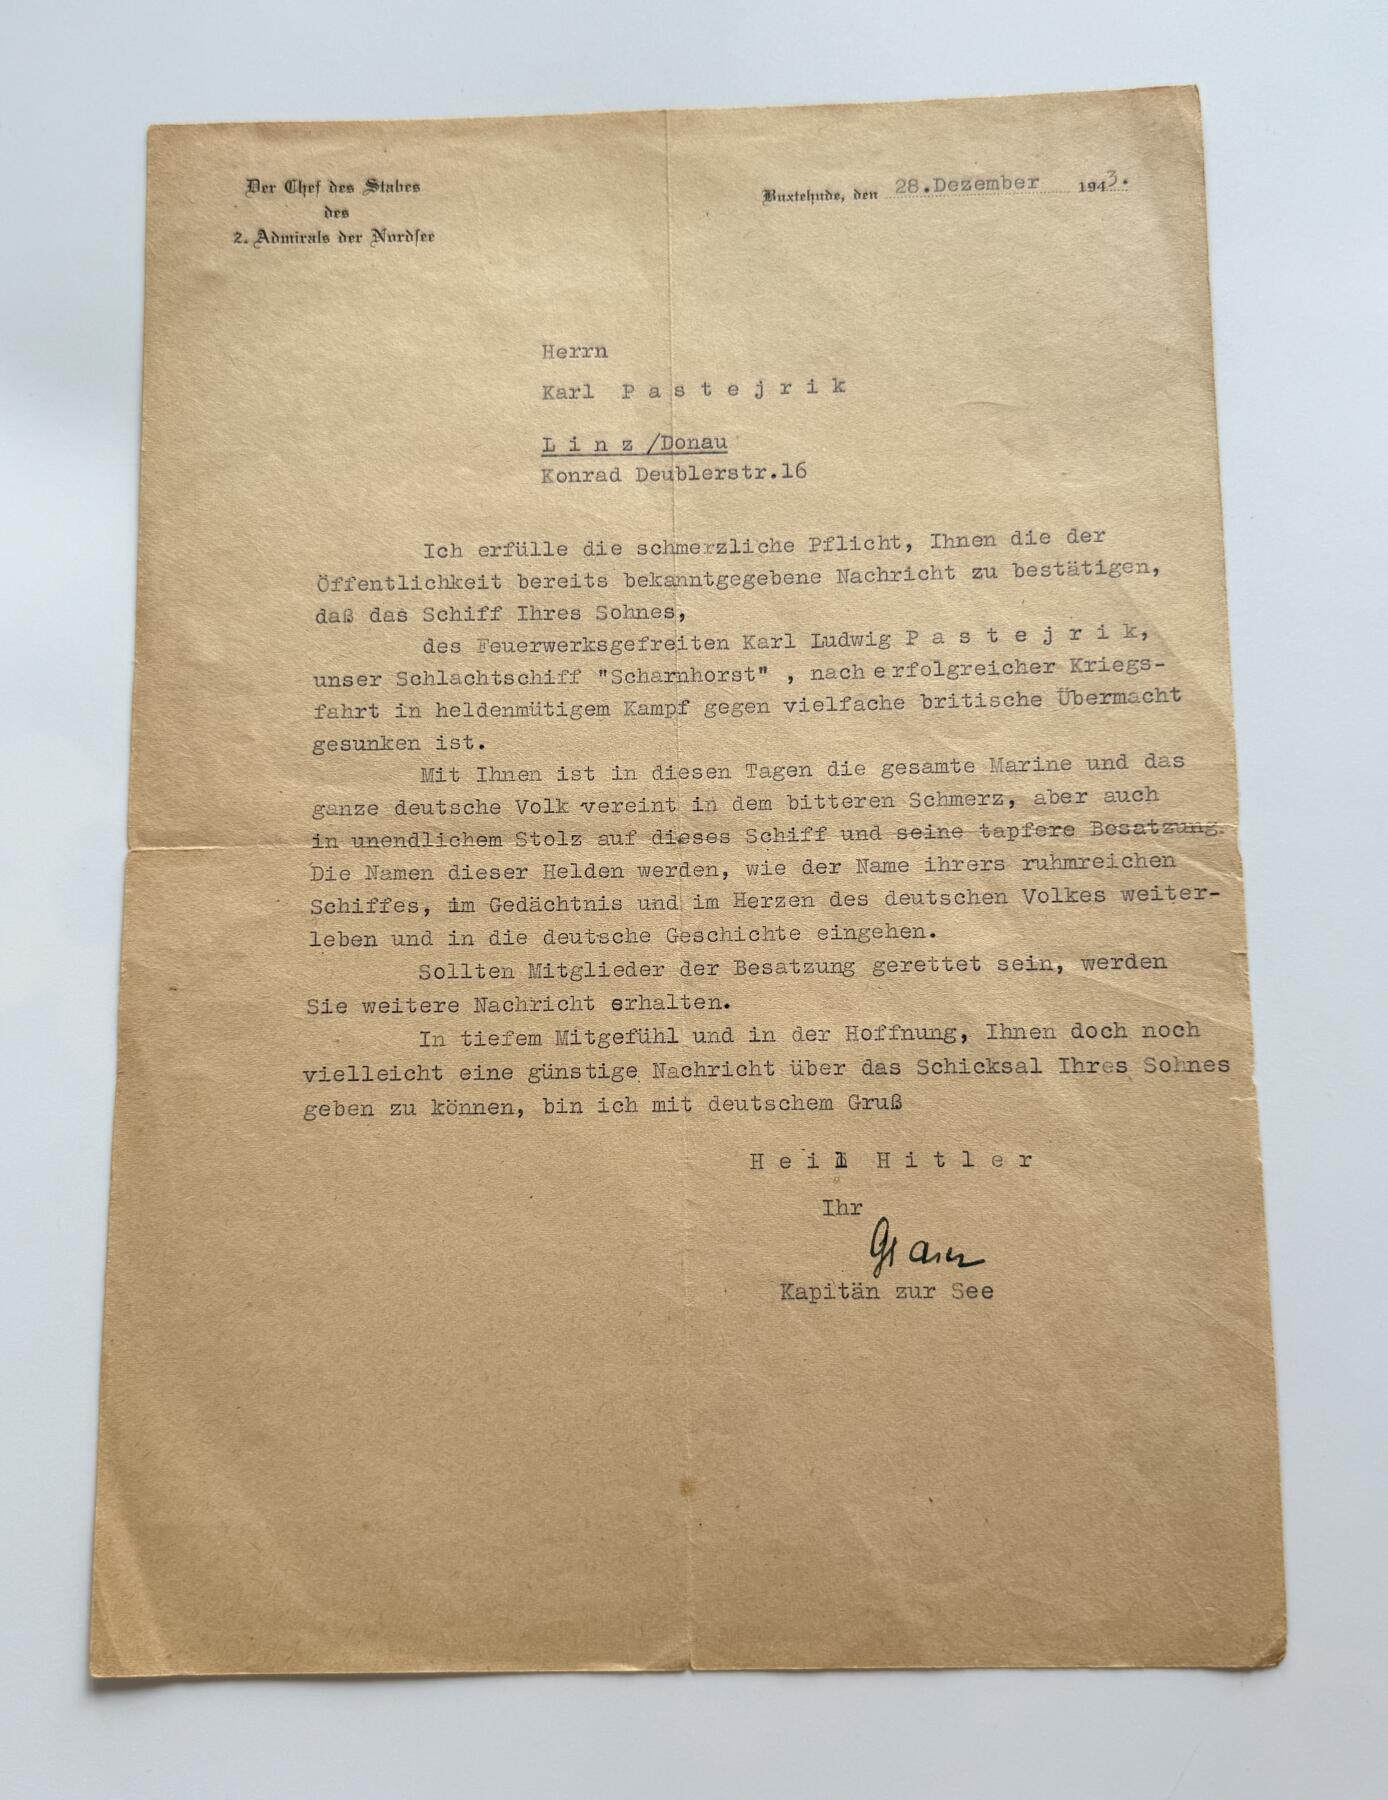 Der Chef des Stabes
des
2. Admirals der Nordsee
Buxtehude, den 28.Dezember 1943.
Herrn
Karl P a s t e j r i k
L i n z /Donau
Konrad Deublerstr.16
Ich erfülle die schmerzliche Pflicht, Ihnen die der
Öffentlichkeit bereits bekanntgegebene Nachricht zu bestätigen,
daß das Schiff Ihres Sohnes,
des Feuerwerksgefreiten Karl Ludwig P a s t e j r i k,
unser Schlachtschiff "Scharnhorst" , nach erfolgreicher Kriegs-
fahrt in heldenmütigem Kampf gegen vielfache britische Übermacht
gesunken ist.
Mit Ihnen ist in diesen Tagen die gesamte Marine und das
ganze deutsche Volk vereint in dem bitteren Schmerz, aber auch
in unendlichem Stolz auf dieses Schiff und seine tapfere Besatzung.
Die Namen dieser Helden werden, wie der Name ihrers ruhmreichen
Schiffes, im Gedächtnis und im Herzen des deutschen Volkes weiter-
leben und in die deutsche Geschichte eingehen.
Sollten Mitglieder der Besatzung gerettet sein, werden
Sie weitere Nachricht erhalten.
In tiefem Mitgefühl und in der Hoffnung, Ihnen doch noch
vielleicht eine günstige Nachricht über das Schicksal Ihres Sohnes
geben zu können, bin ich mit deutschem Gruß
H e i l H i t l e r
Ihr
Kapitän zur See